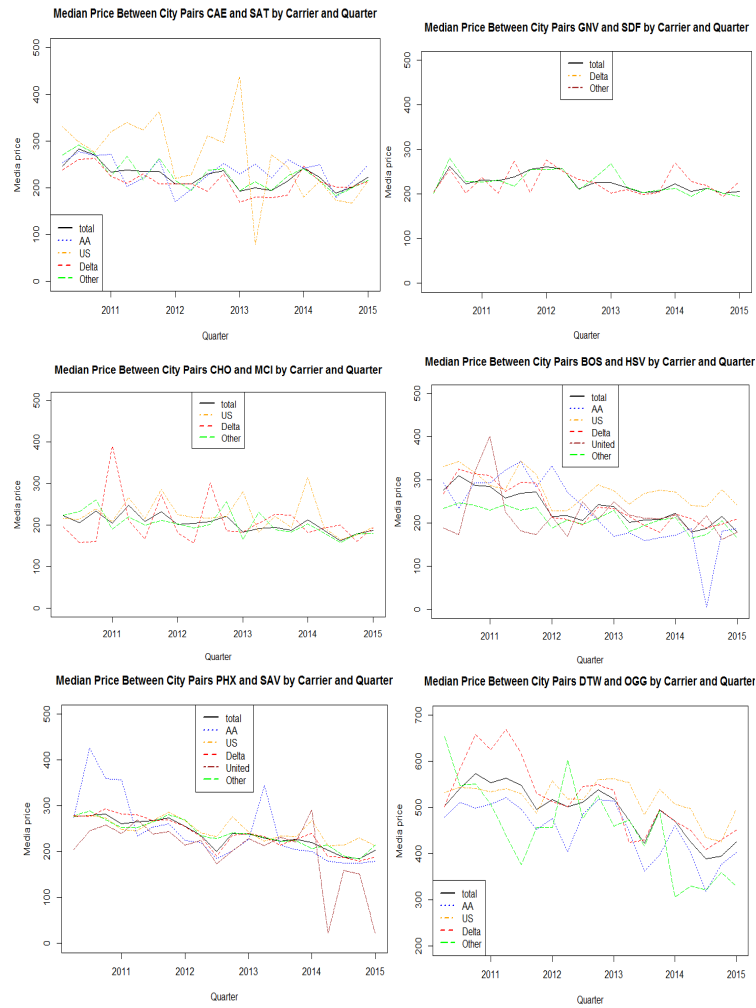 Median Price Between City Pairs CAE and SAT by Carrier and Quarter
500
400
300
200
100
0
Media price
total
AA
US
Delta
Other
2011 2012 2013 2014 2015
Quarter
Median Price Between City Pairs GNV and SDF by Carrier and Quarter
500
400
300
200
100
0
Media price
total
Delta
Other
2011 2012 2013 2014 2015
Quarter
Median Price Between City Pairs CHO and MCI by Carrier and Quarter
500
400
300
200
100
0
Media price
total
US
Delta
Other
2011 2012 2013 2014 2015
Quarter
Median Price Between City Pairs BOS and HSV by Carrier and Quarter
500
400
300
200
100
0
Media price
total
AA
US
Delta
United
Other
2011 2012 2013 2014 2015
Quarter
Median Price Between City Pairs PHX and SAV by Carrier and Quarter
500
400
300
200
100
0
Media price
total
AA
US
Delta
United
Other
2011 2012 2013 2014 2015
Quarter
Median Price Between City Pairs DTW and OGG by Carrier and Quarter
700
600
500
400
300
200
Media price
total
AA
US
Delta
Other
2011 2012 2013 2014 2015
Quarter